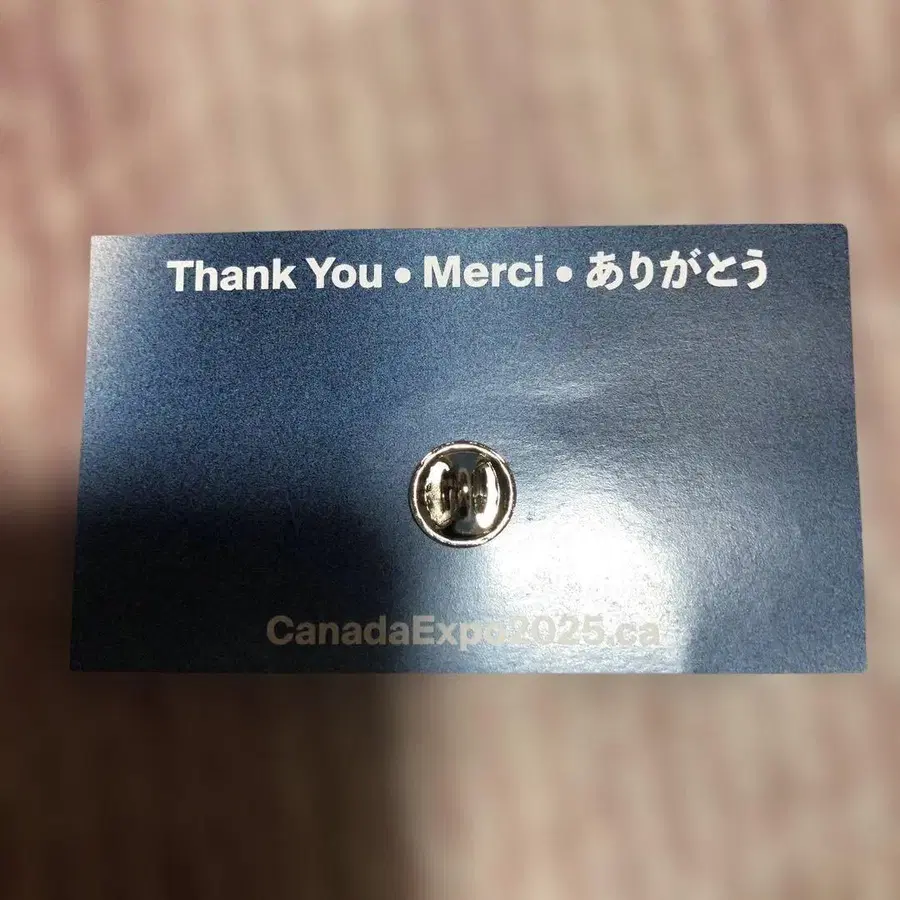 Thank You • Merci • ありがとう
CanadaExpo2025.ca